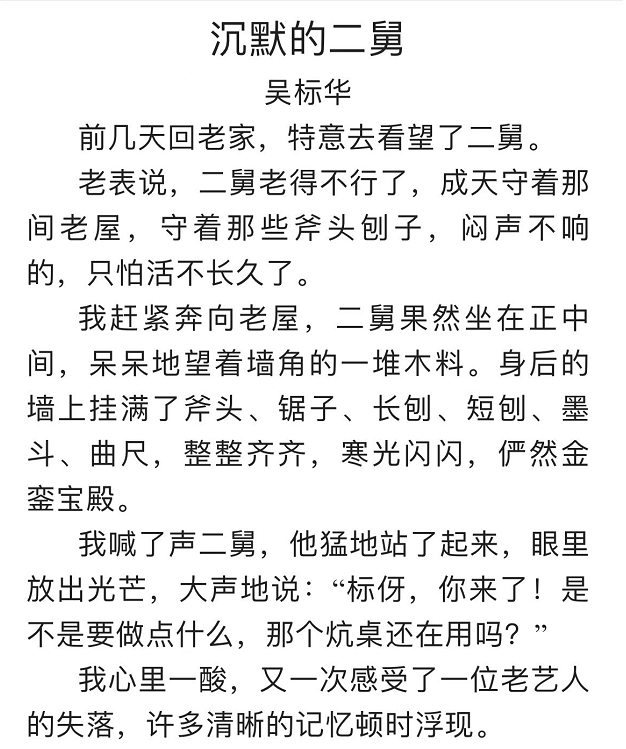 沉默的二舅
吴标华
前几天回老家，特意去看望了二舅。
老表说，二舅老得不行了，成天守着那
间老屋，守着那些斧头刨子，闷声不响
的，只怕活不长久了。
我赶紧奔向老屋，二舅果然坐在正中
间，呆呆地望着墙角的一堆木料。身后的
墙上挂满了斧头、锯子、长刨、短刨、墨
斗、曲尺，整整齐齐，寒光闪闪，俨然金
銮宝殿。
我喊了声二舅，他猛地站了起来，眼里
放出光芒，大声地说：“标伢，你来了！是
不是要做点什么，那个炕桌还在用吗？”
我心里一酸，又一次感受了一位老艺人
的失落，许多清晰的记忆顿时浮现。